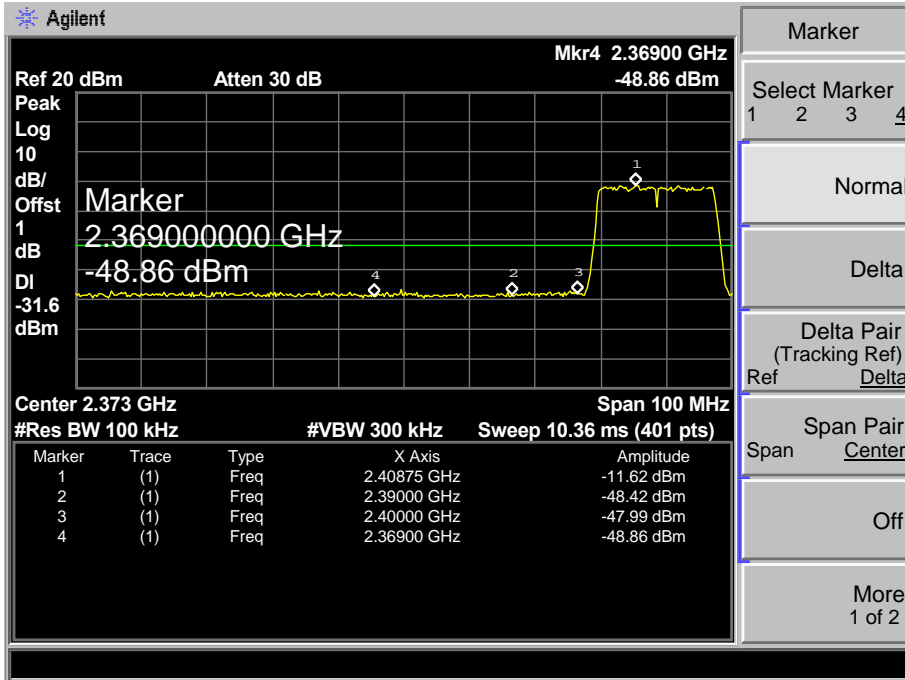 Agilent
Mkr4 2.36900 GHz
Ref 20 dBm Atten 30 dB -48.86 dBm
Peak
Log
10
dB/
Offst
1
dB
DI
-31.6
dBm
Marker
2.369000000 GHz
-48.86 dBm
1
4 2 3
Center 2.373 GHz Span 100 MHz
#Res BW 100 kHz #VBW 300 kHz Sweep 10.36 ms (401 pts)
Marker Trace Type X Axis Amplitude
1 (1) Freq 2.40875 GHz -11.62 dBm
2 (1) Freq 2.39000 GHz -48.42 dBm
3 (1) Freq 2.40000 GHz -47.99 dBm
4 (1) Freq 2.36900 GHz -48.86 dBm
Marker
Select Marker
1 2 3 4
Normal
Delta
Delta Pair
(Tracking Ref)
Ref Delta
Span Pair
Span Center
Off
More
1 of 2